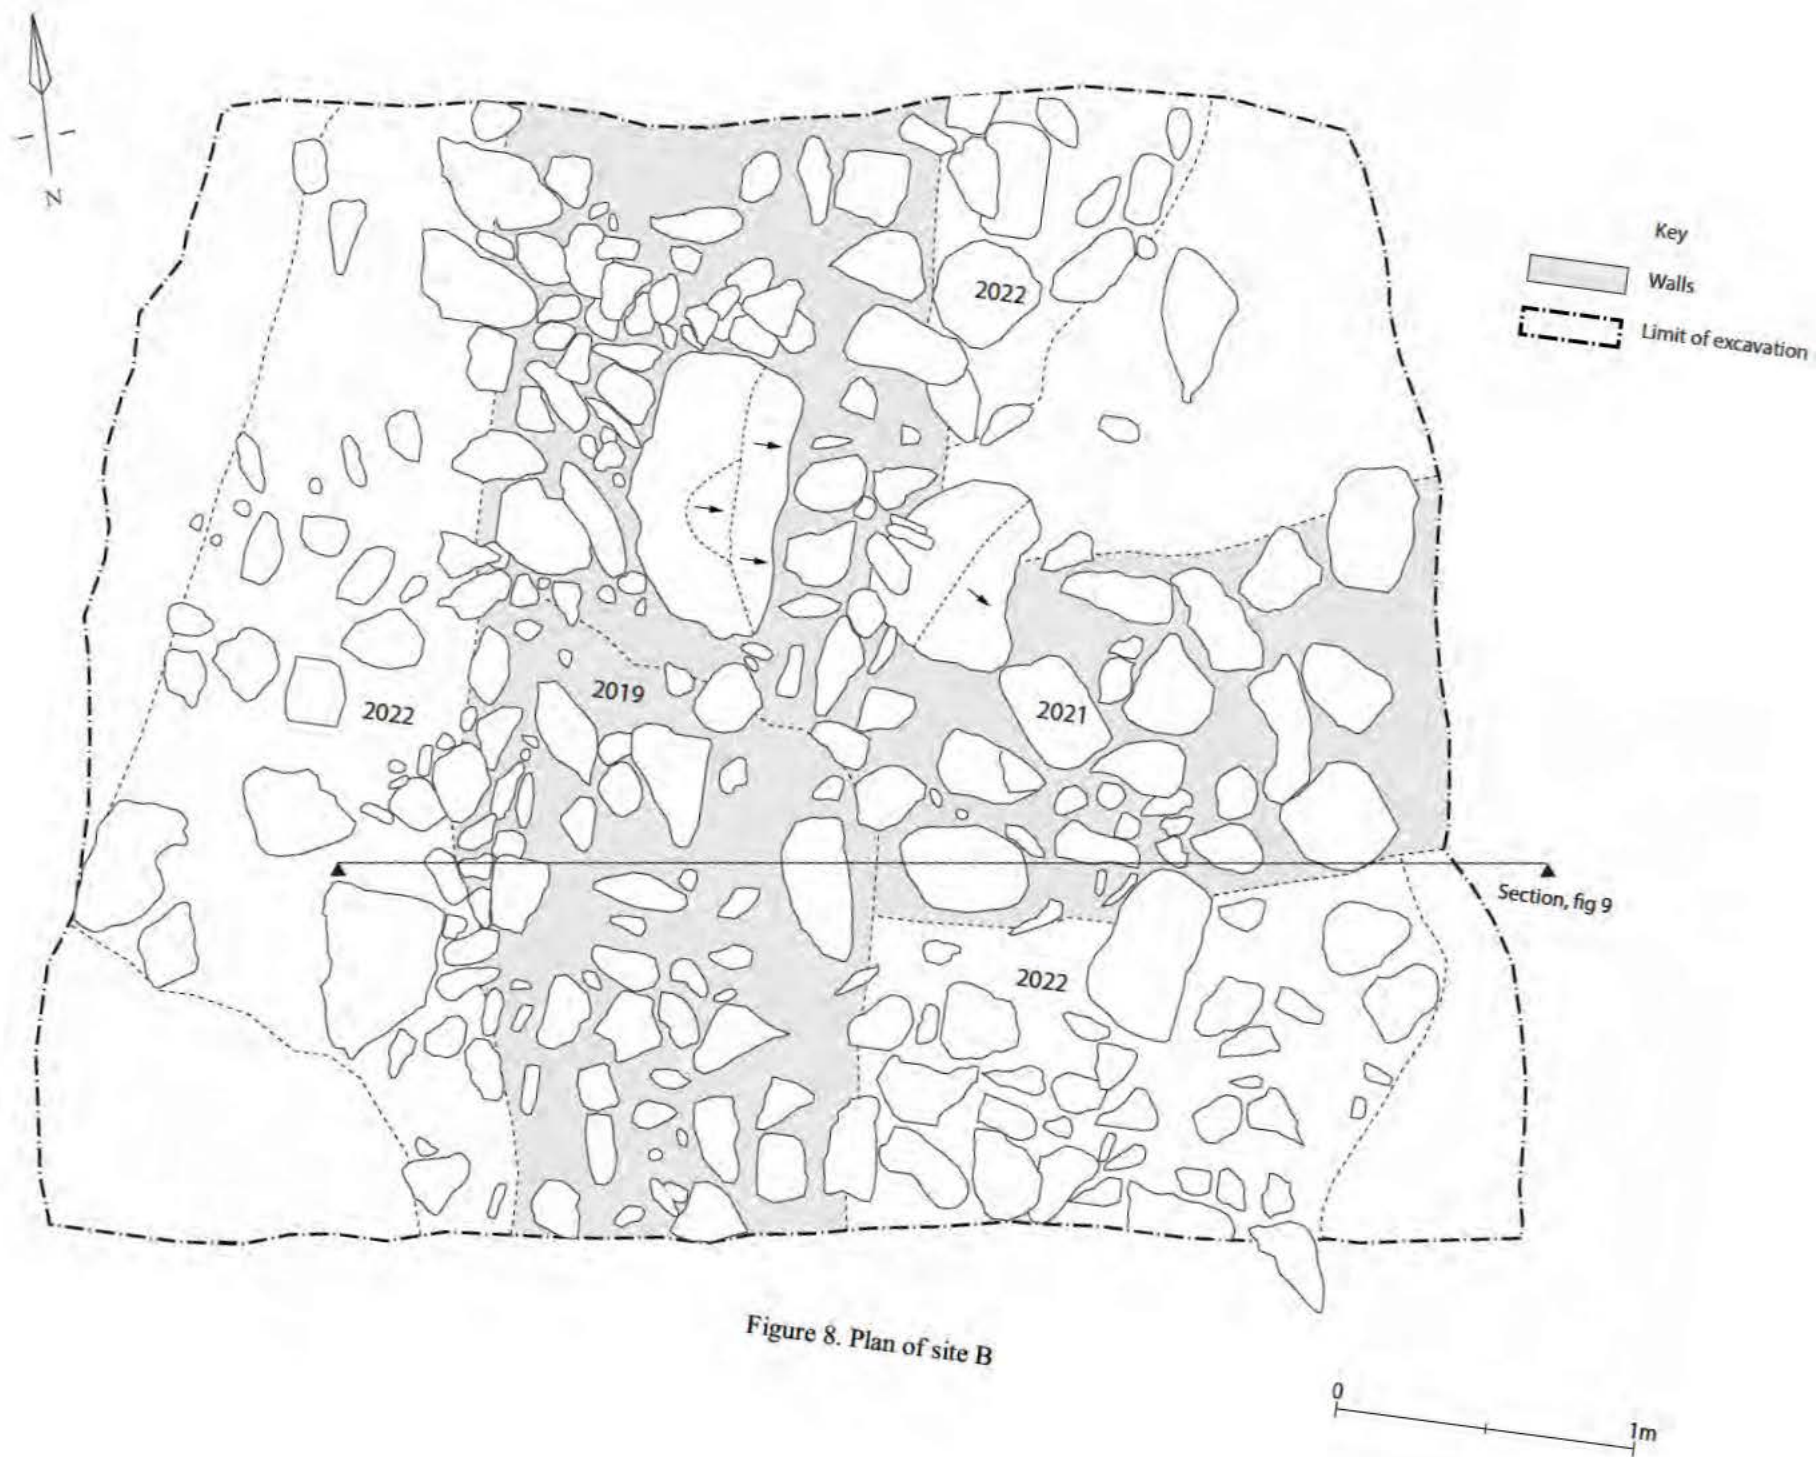 N
Key
Walls
Limit of excavation
2022
2019
2022
2021
Section, fig 9
2022
Figure 8. Plan of site B
0
1m